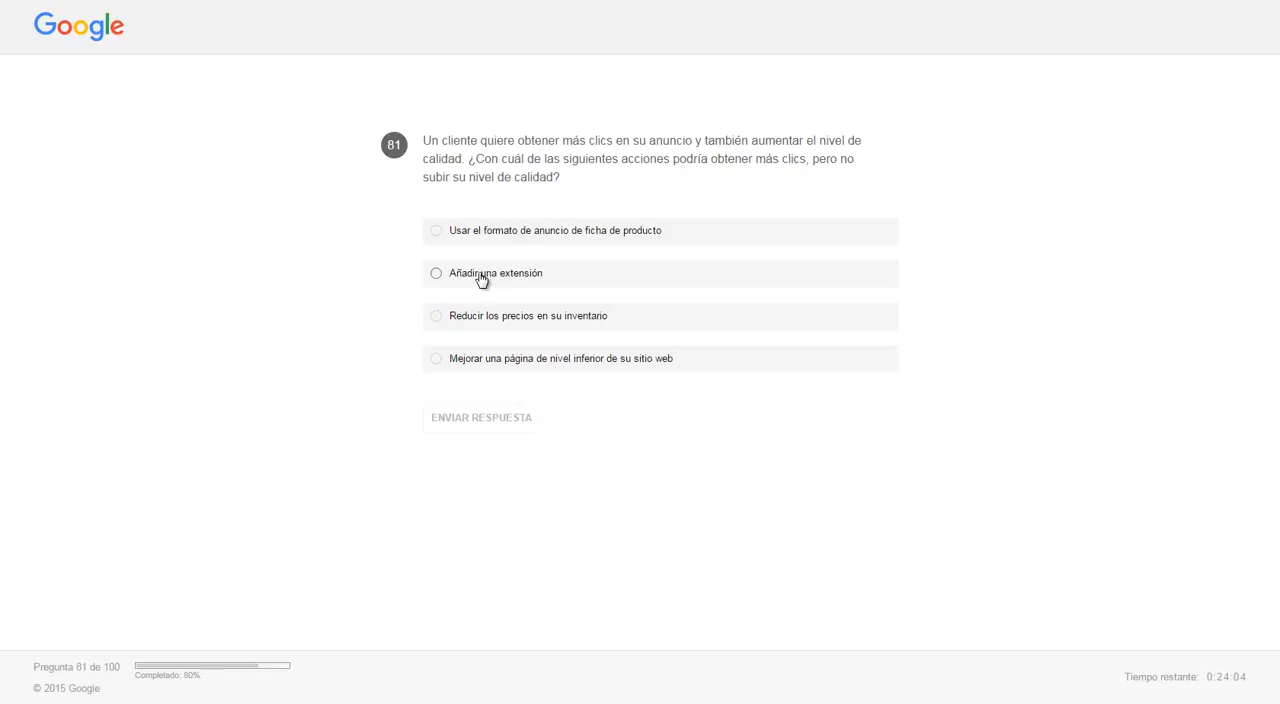 Google
81
Un cliente quiere obtener más clics en su anuncio y también aumentar el nivel de
calidad. ¿Con cuál de las siguientes acciones podría obtener más clics, pero no
subir su nivel de calidad?
Usar el formato de anuncio de ficha de producto
Añadir una extensión
Reducir los precios en su inventario
Mejorar una página de nivel inferior de su sitio web
ENVIAR RESPUESTA
Pregunta 81 de 100
Completado: 80%.
© 2015 Google
Tiempo restante: 0:24:04